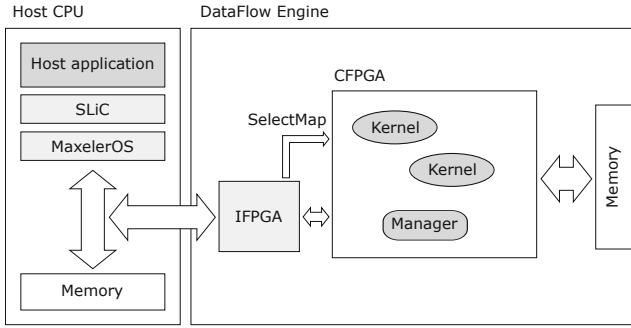 Host CPU
DataFlow Engine
Host application
SLiC
MaxelerOS
Memory
CFPGA
SelectMap
Kernel
Kernel
IFPGA
Manager
Memory